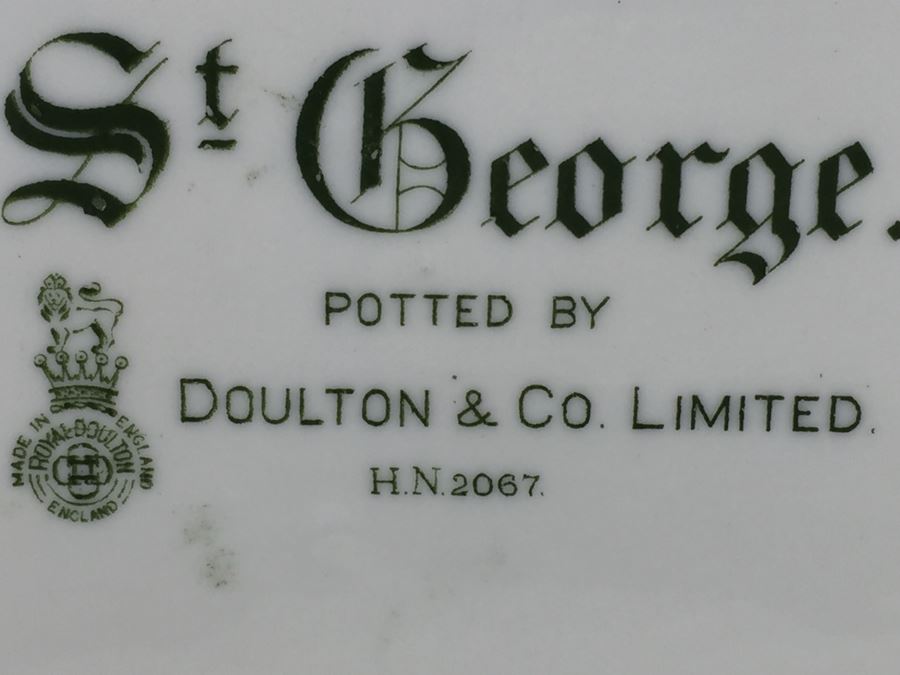 St George.
POTTED BY
DOULTON & CO. LIMITED.
H.N.2067.
MADE IN ENGLAND
ROYAL DOULTON
ENGLAND